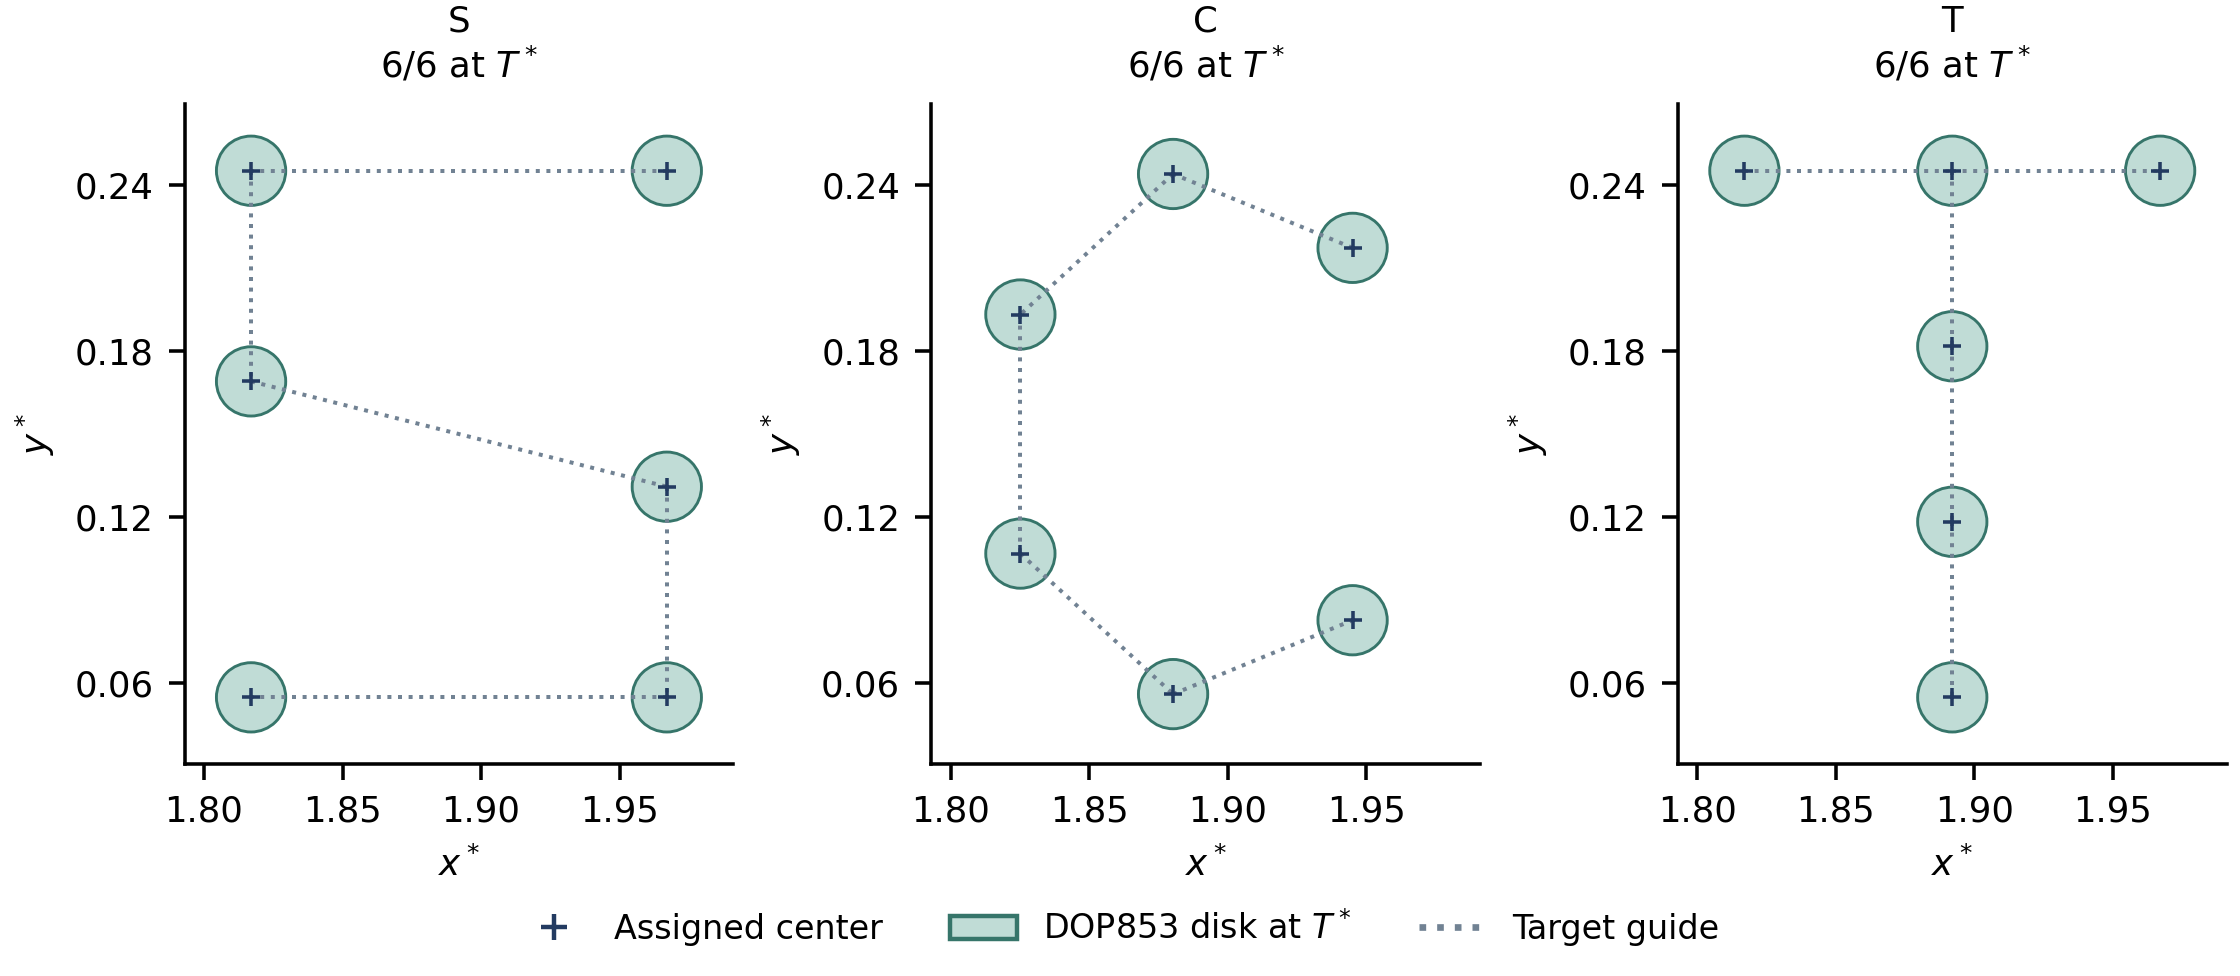 S
6/6 at T*
0.24
0.18
0.12
0.06
y*
1.80 1.85 1.90 1.95
x*
C
6/6 at T*
0.24
0.18
0.12
0.06
y*
1.80 1.85 1.90 1.95
x*
T
6/6 at T*
0.24
0.18
0.12
0.06
y*
1.80 1.85 1.90 1.95
x*
Assigned center DOP853 disk at T* Target guide